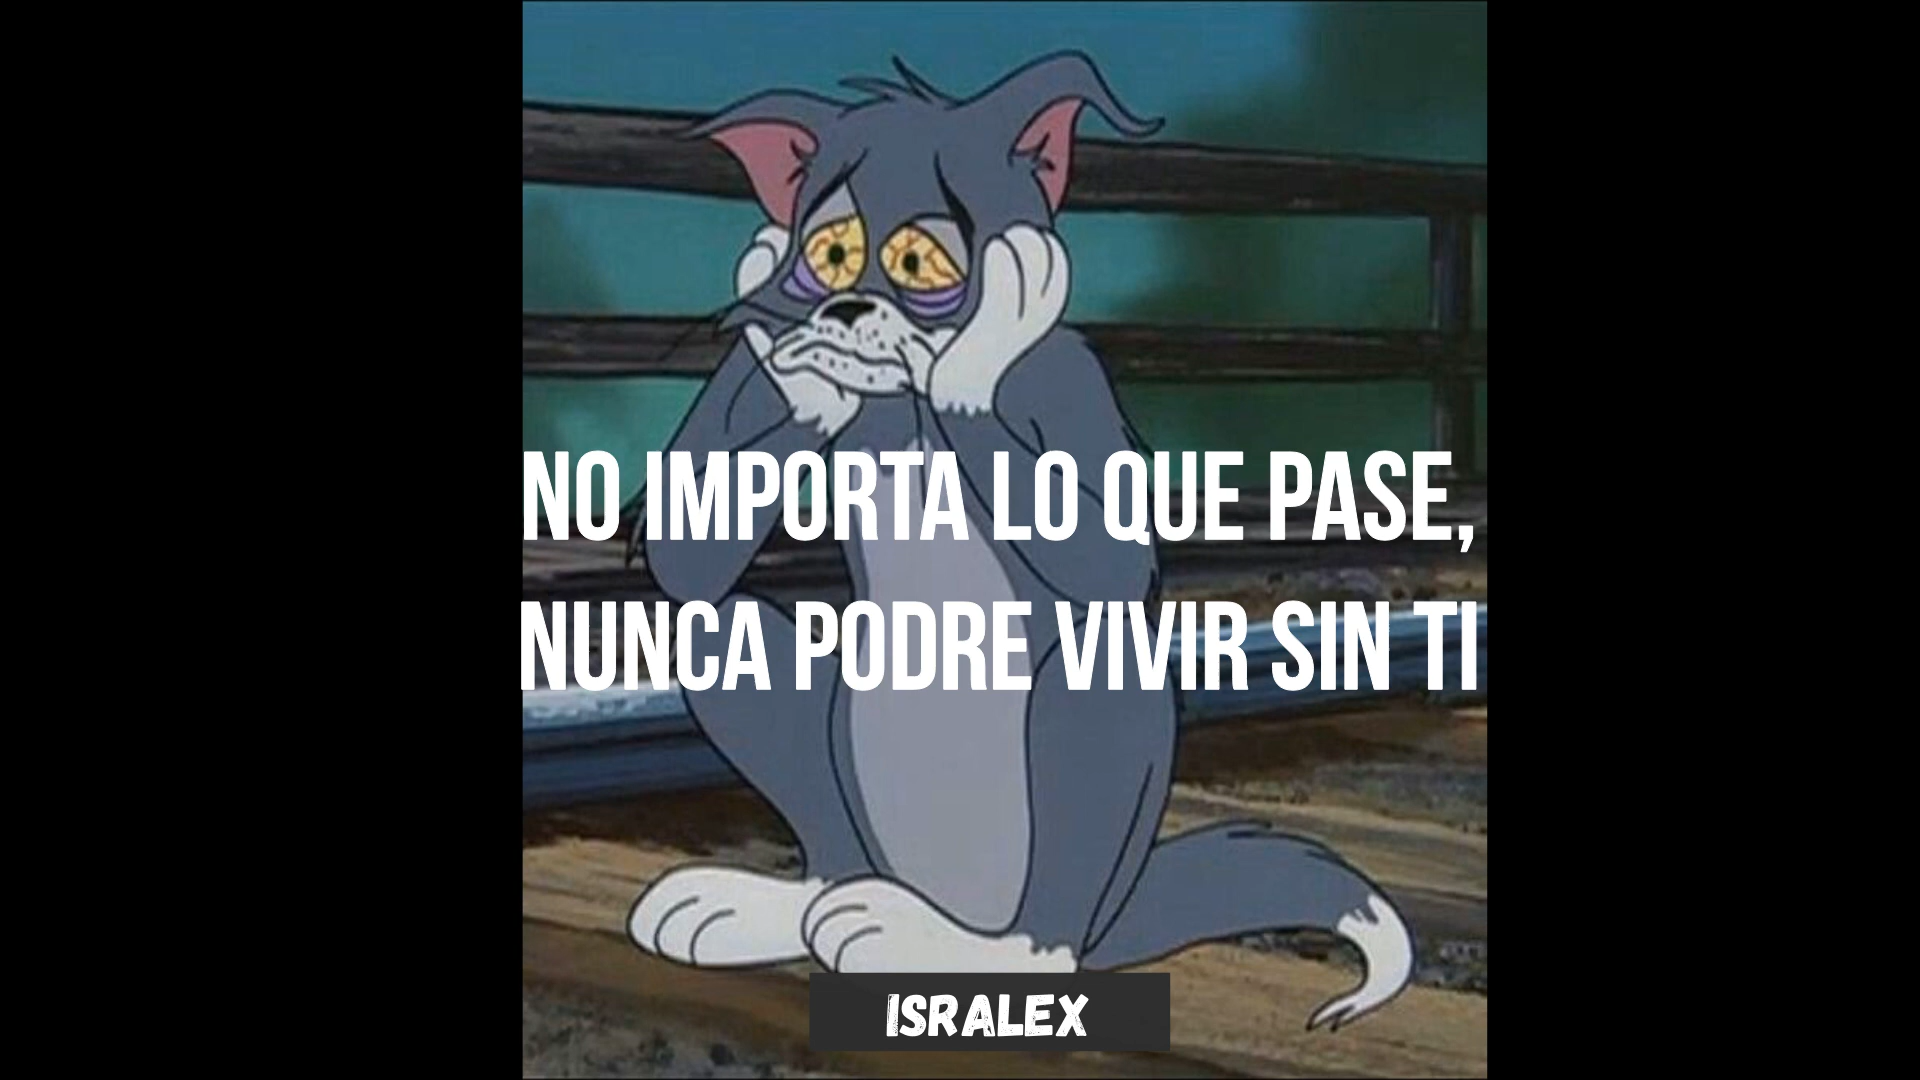 NO IMPORTA LO QUE PASE,
NUNCA PODRE VIVIR SIN TI
ISRALEX